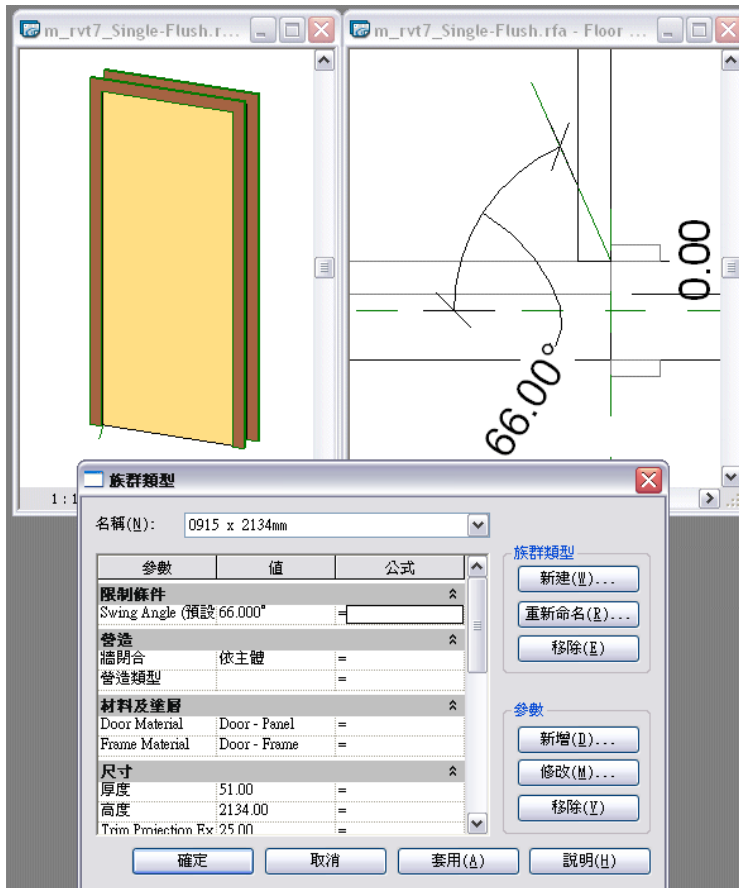 m_rvt7_Single-Flush.r...
m_rvt7_Single-Flush.rfa - Floor ...
0.00
66.00°
1:1
族群類型
名稱(N): 0915 x 2134mm
參數 值 公式
限制條件
Swing Angle (預設 66.000° =
營造
牆閉合 依主體 =
營造類型 =
材料及塗層
Door Material Door - Panel =
Frame Material Door - Frame =
尺寸
厚度 51.00 =
高度 2134.00 =
Trim Projection Ex 25.00 =
族群類型
新建(W)...
重新命名(R)...
移除(E)
參數
新增(D)...
修改(M)...
移除(V)
確定 取消 套用(A) 說明(H)